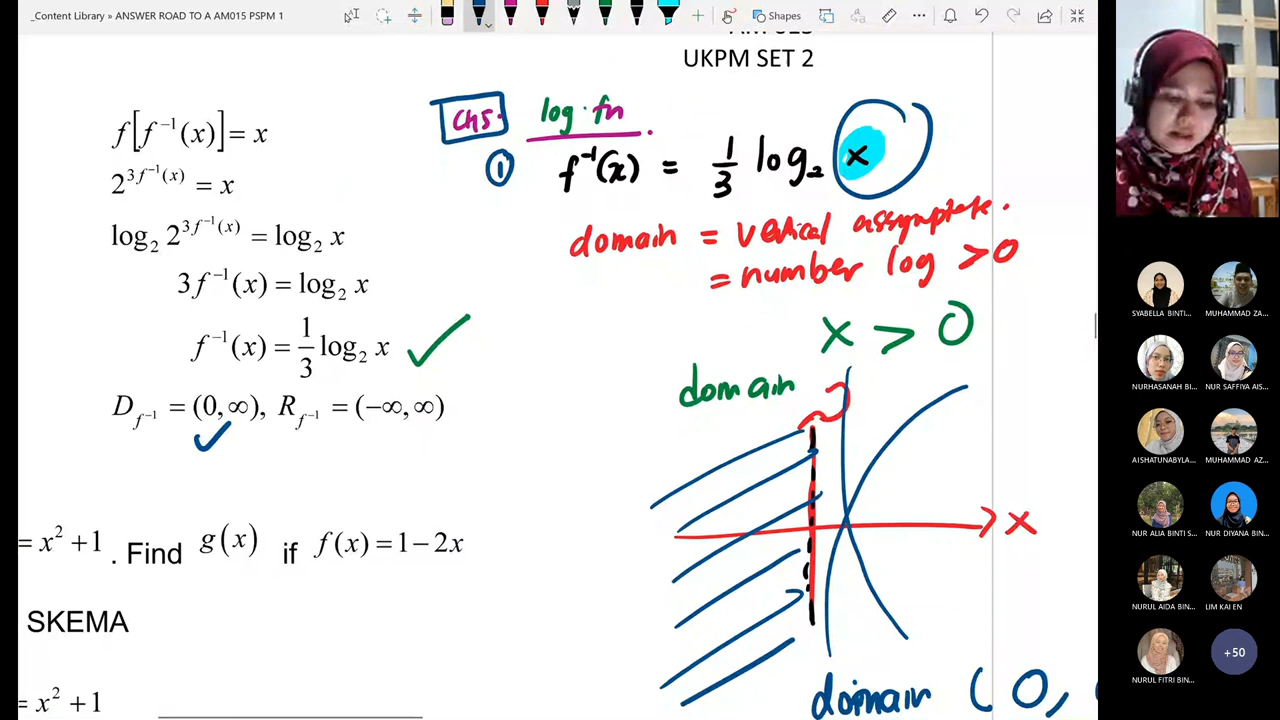 _Content Library » ANSWER ROAD TO A AM015 PSPM 1
Shapes
UKPM SET 2
f[f⁻¹(x)] = x
2^{3f⁻¹(x)} = x
log₂ 2^{3f⁻¹(x)} = log₂ x
3f⁻¹(x) = log₂ x
f⁻¹(x) = 1/3 log₂ x
D_{f⁻¹} = (0, ∞), R_{f⁻¹} = (−∞, ∞)
= x² + 1 . Find g(x) if f(x) = 1 − 2x
SKEMA
= x² + 1
Ch5. log fn.
① f⁻¹(x) = 1/3 log₂ x
domain = vertical assymptote.
= number log > 0
x > 0
domain
x
domain (0,
SYABELLA BINTI...
MUHAMMAD ZA...
NURHASANAH BI...
NUR SAFFIYA AIS...
AISHATUNABYLA...
MUHAMMAD AZ...
NUR ALIA BINTI S...
NUR DIYANA BIN...
NURUL AIDA BIN...
LIM KAI EN
NURUL FITRI BIN...
+50